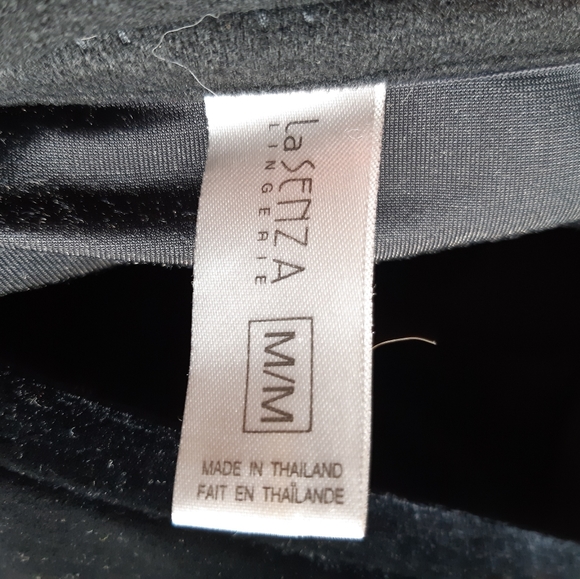 La SENZA
LINGERIE
M/M
MADE IN THAILAND
FAIT EN THAÏLANDE